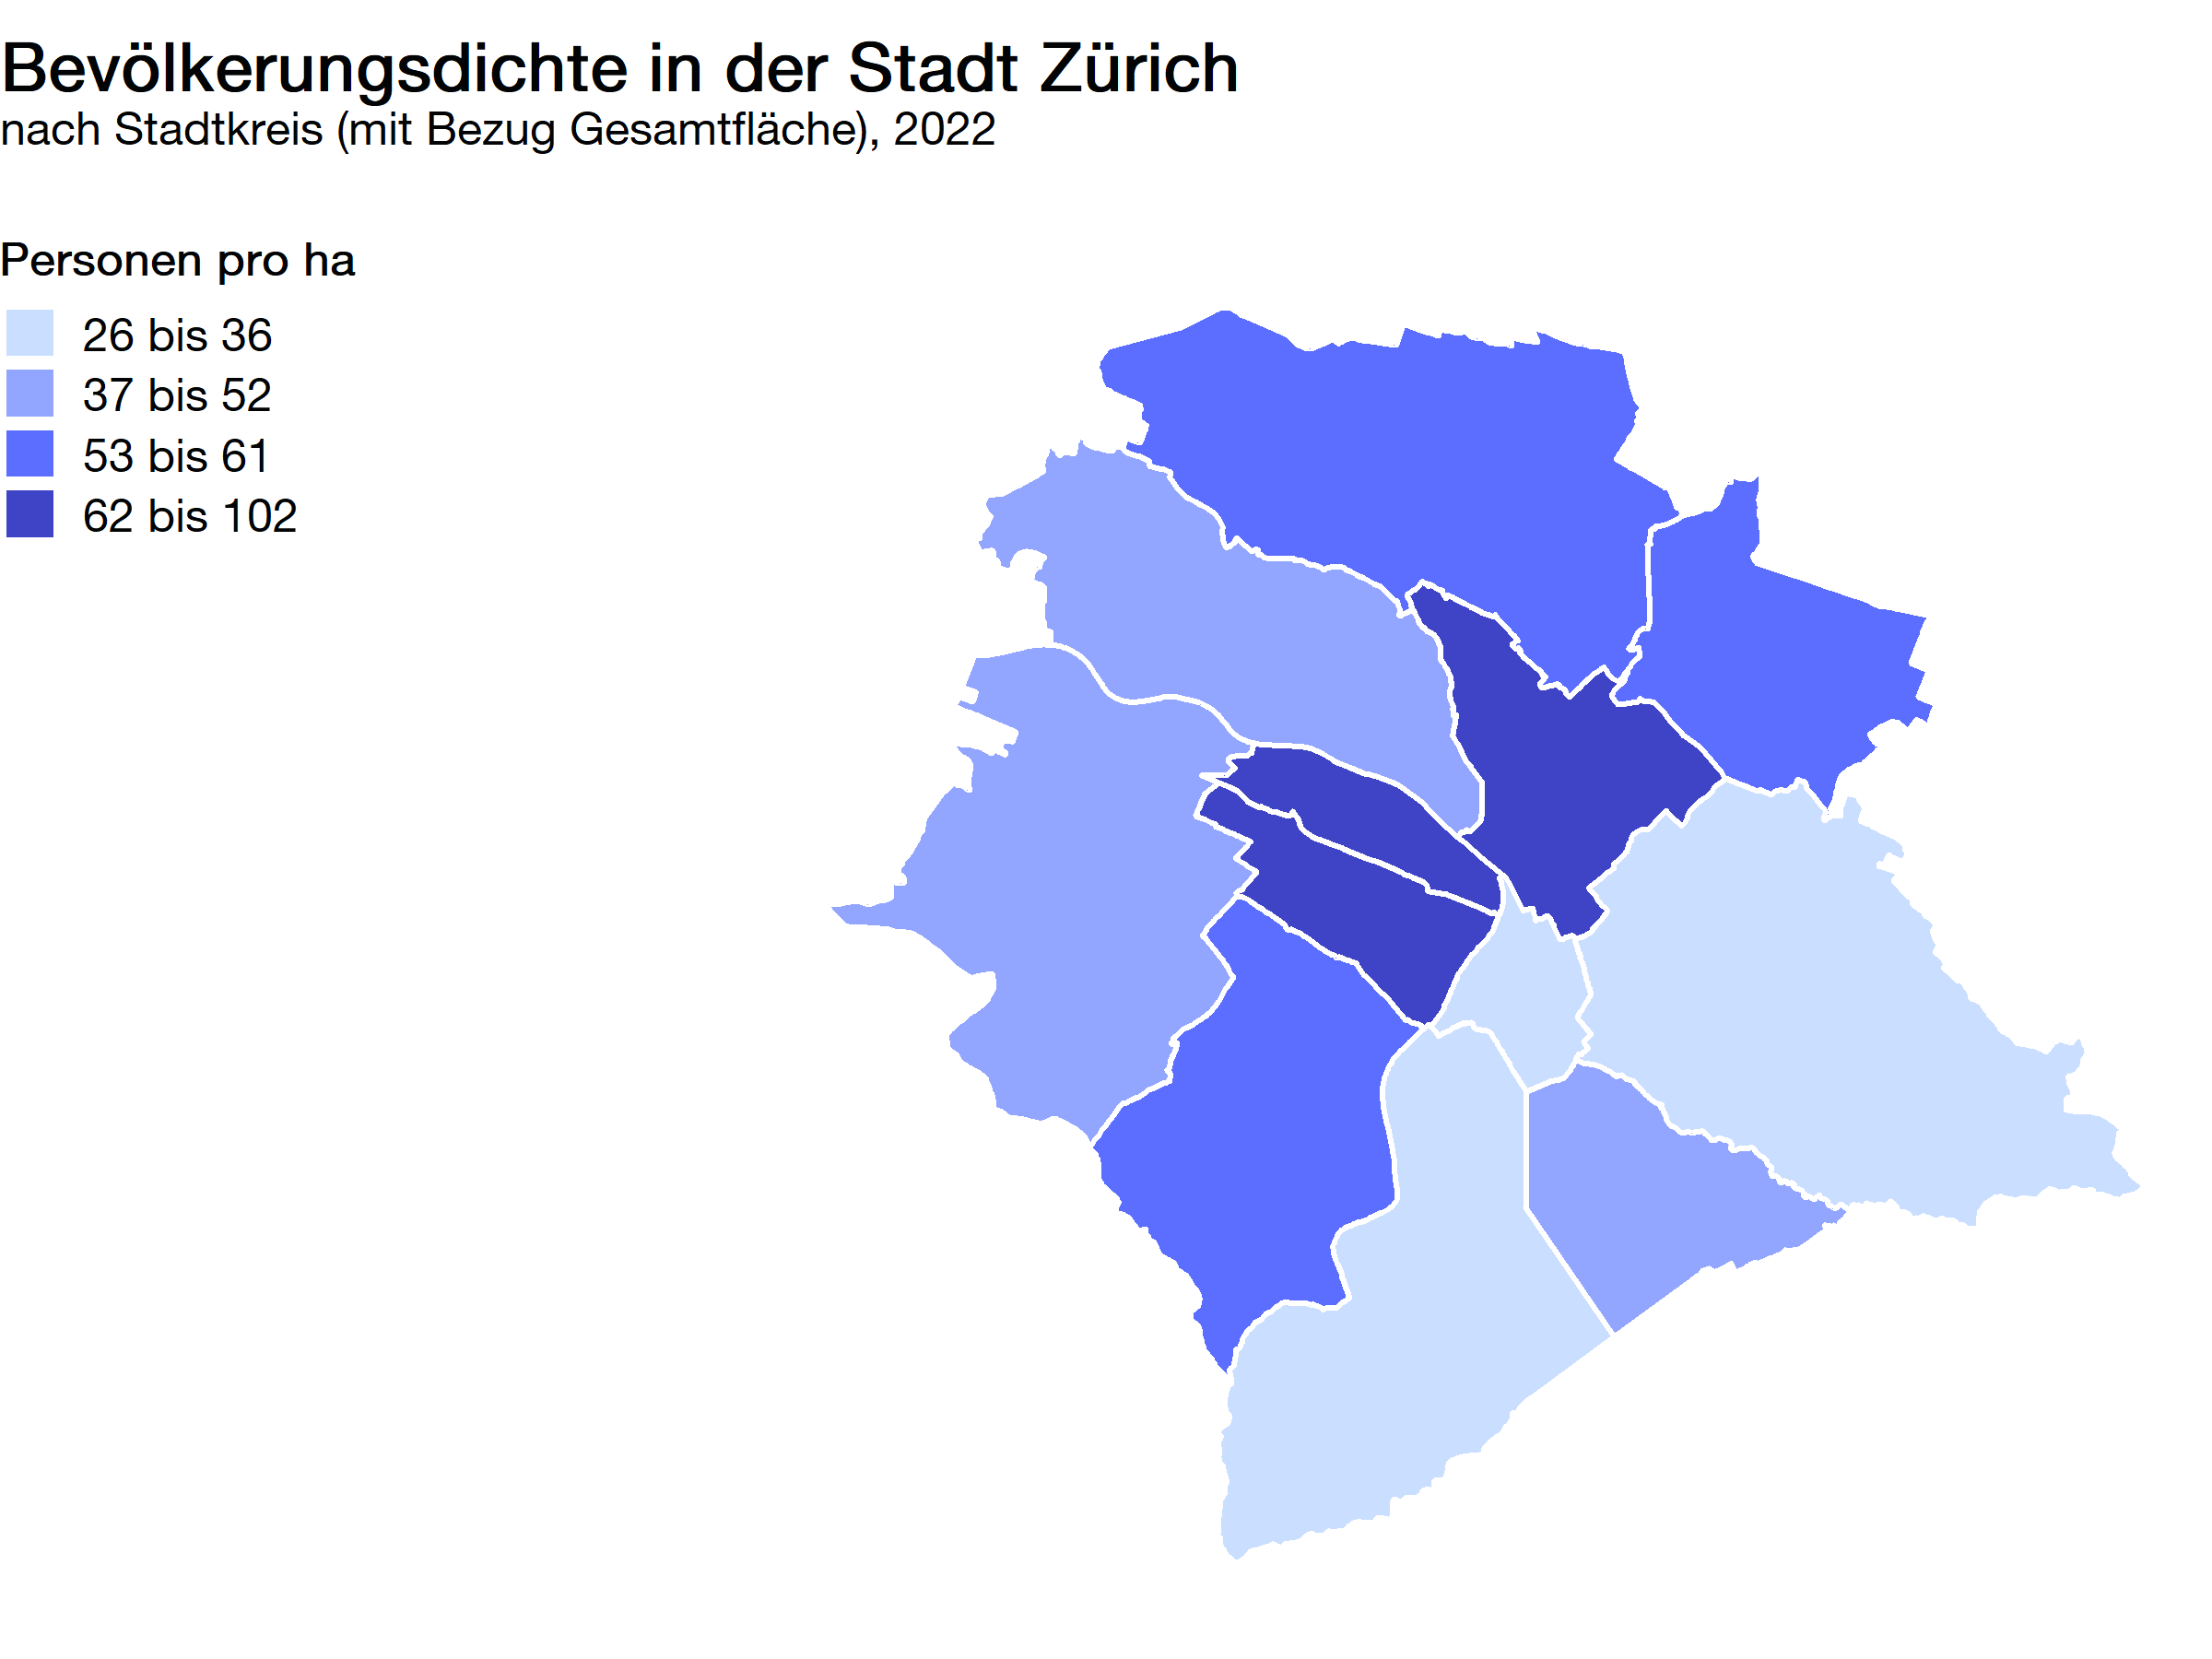 Bevölkerungsdichte in der Stadt Zürich
nach Stadtkreis (mit Bezug Gesamtfläche), 2022
Personen pro ha
26 bis 36
37 bis 52
53 bis 61
62 bis 102